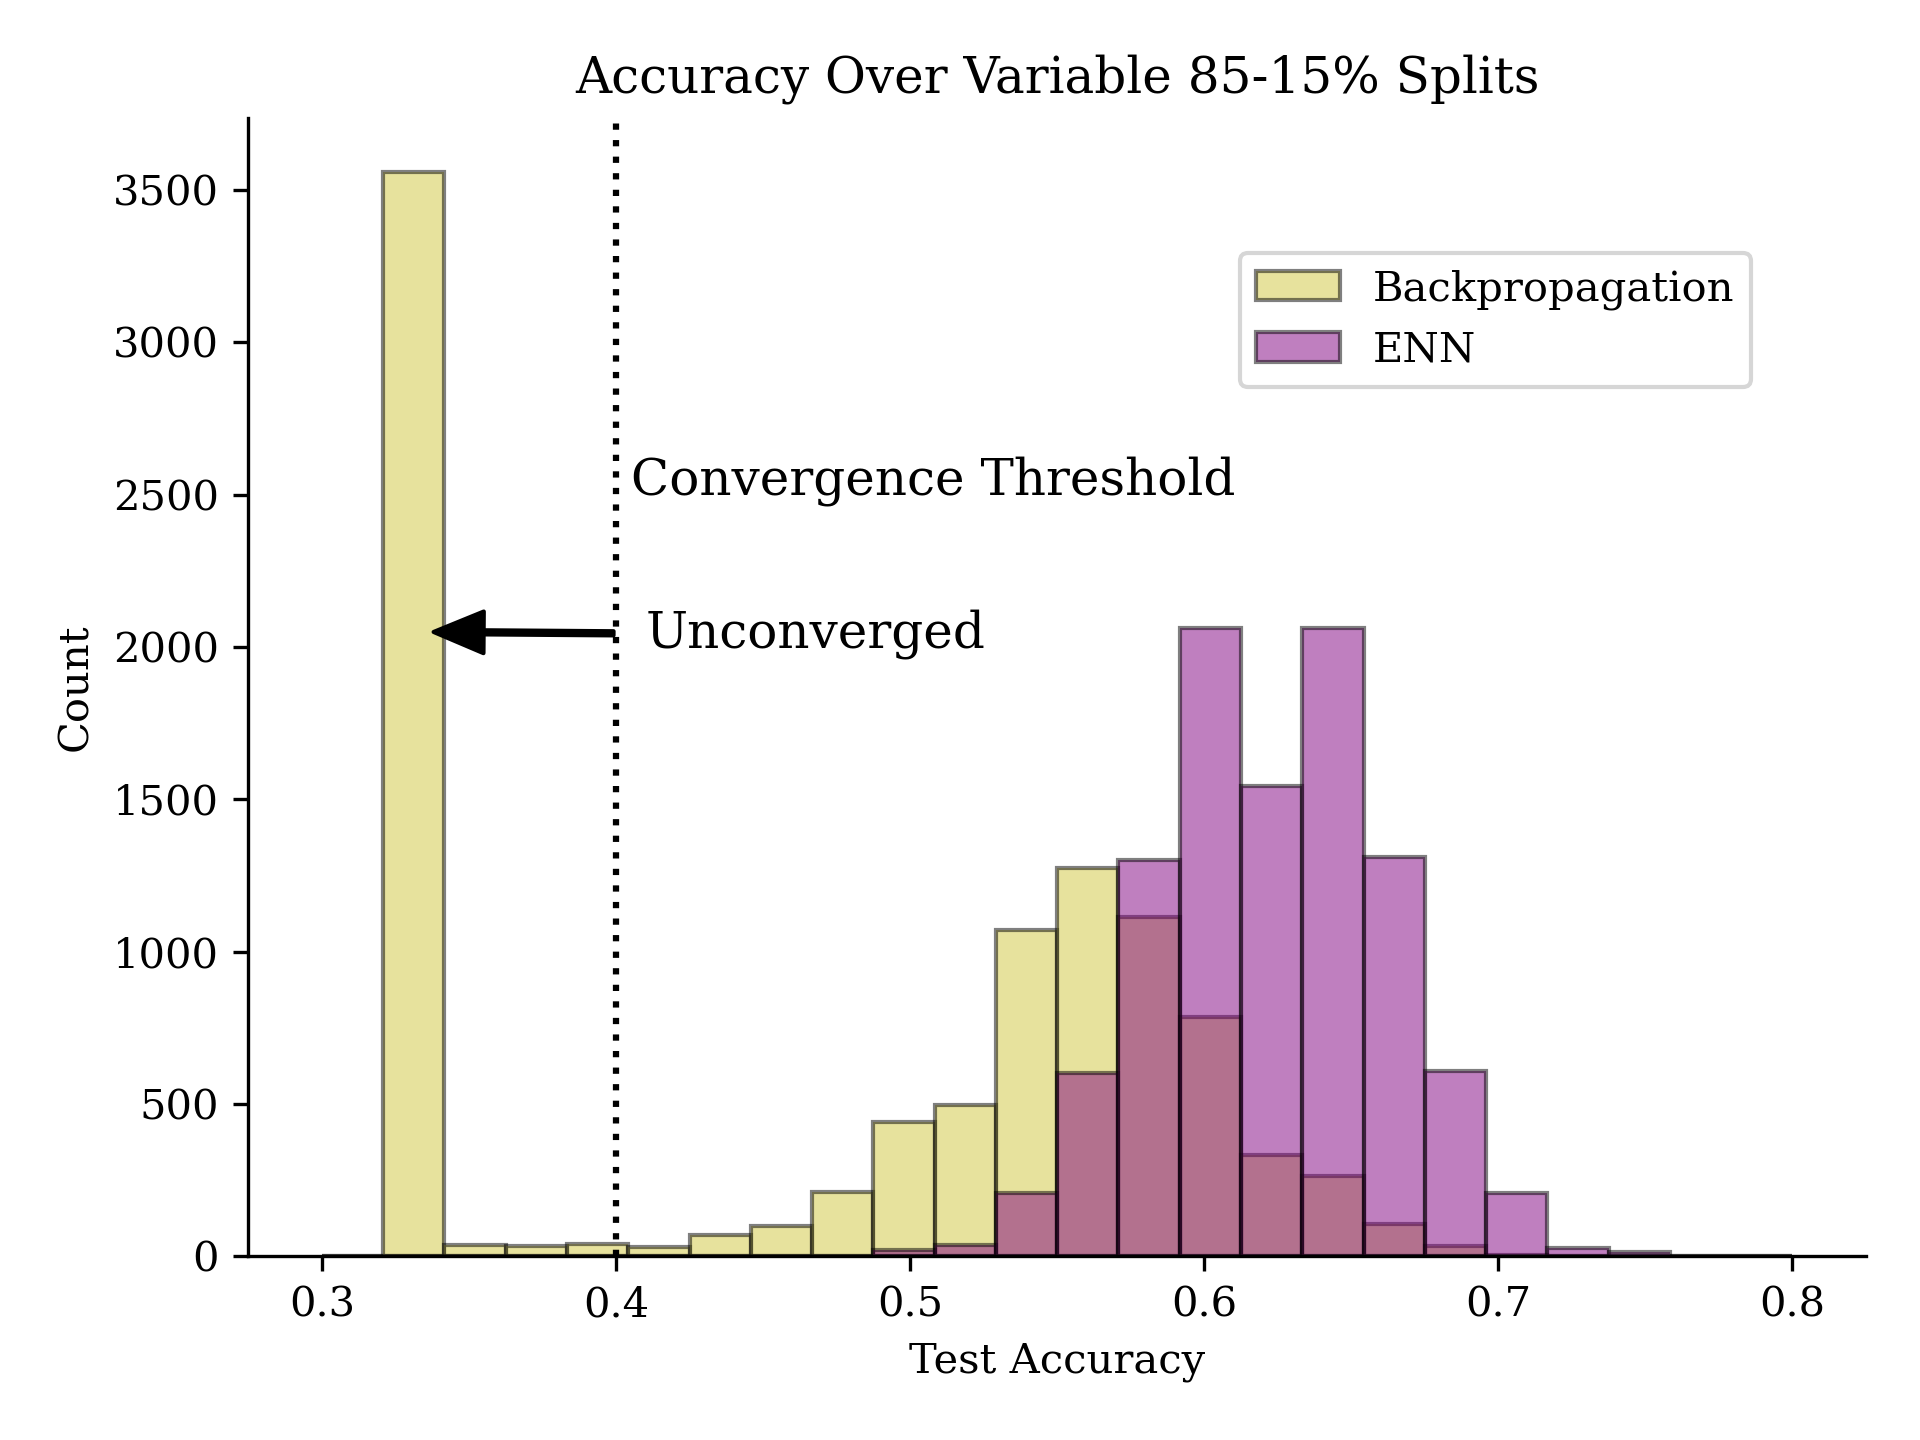 Accuracy Over Variable 85-15% Splits
3500
3000
2500
2000
1500
1000
500
0
Count
Backpropagation
ENN
Convergence Threshold
Unconverged
0.3 0.4 0.5 0.6 0.7 0.8
Test Accuracy